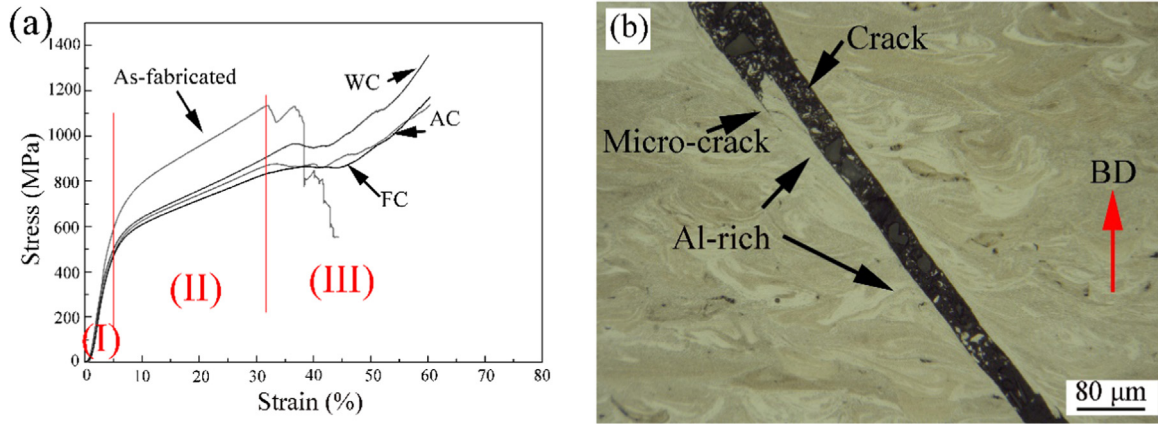 (a)
1400
1200
1000
800
600
400
200
0
Stress (MPa)
As-fabricated
WC
AC
FC
(I)
(II)
(III)
0 10 20 30 40 50 60 70 80
Strain (%)
(b)
Crack
Micro-crack
Al-rich
BD
80 μm